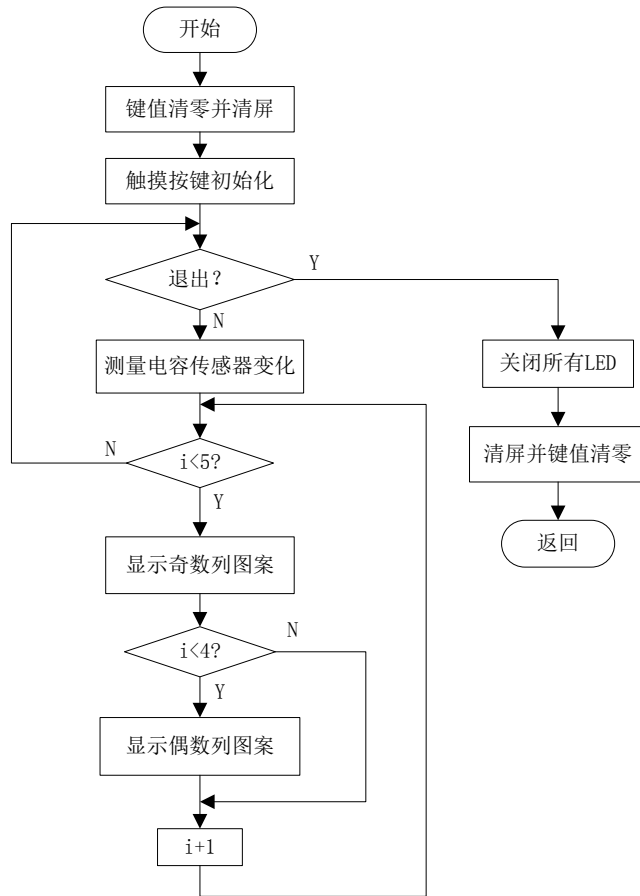 开始
键值清零并清屏
触摸按键初始化
退出?
Y
N
测量电容传感器变化
关闭所有LED
N
i<5?
清屏并键值清零
Y
返回
显示奇数列图案
i<4?
N
Y
显示偶数列图案
i+1